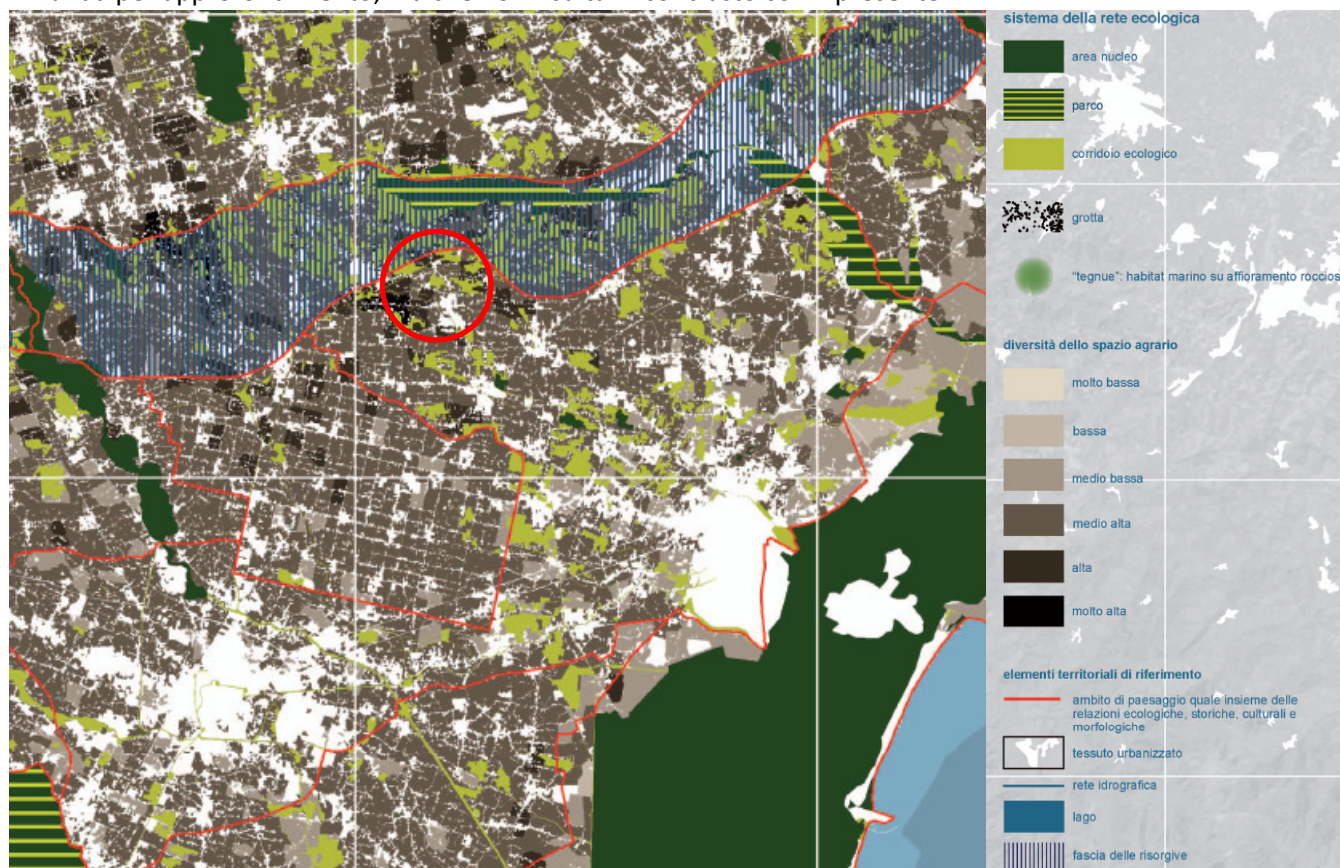 sistema della rete ecologica
area nucleo
parco
corridoio ecologico
grotta
"tegnue": habitat marino su affioramento roccios
diversità dello spazio agrario
molto bassa
bassa
medio bassa
medio alta
alta
molto alta
elementi territoriali di riferimento
ambito di paesaggio quale insieme delle
relazioni ecologiche, storiche, culturali e
morfologiche
tessuto urbanizzato
rete idrografica
lago
fascia delle risorgive